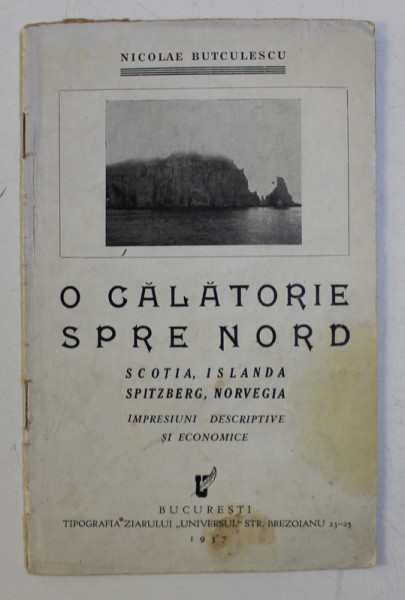 NICOLAE BUTCULESCU
O CĂLĂTORIE
SPRE NORD
SCOȚIA, ISLANDA
SPITZBERG, NORVEGIA
IMPRESIUNI DESCRIPTIVE
ȘI ECONOMICE
BUCUREȘTI
TIPOGRAFIA ZIARULUI „UNIVERSUL” STR. BREZOIANU 23-25
1937